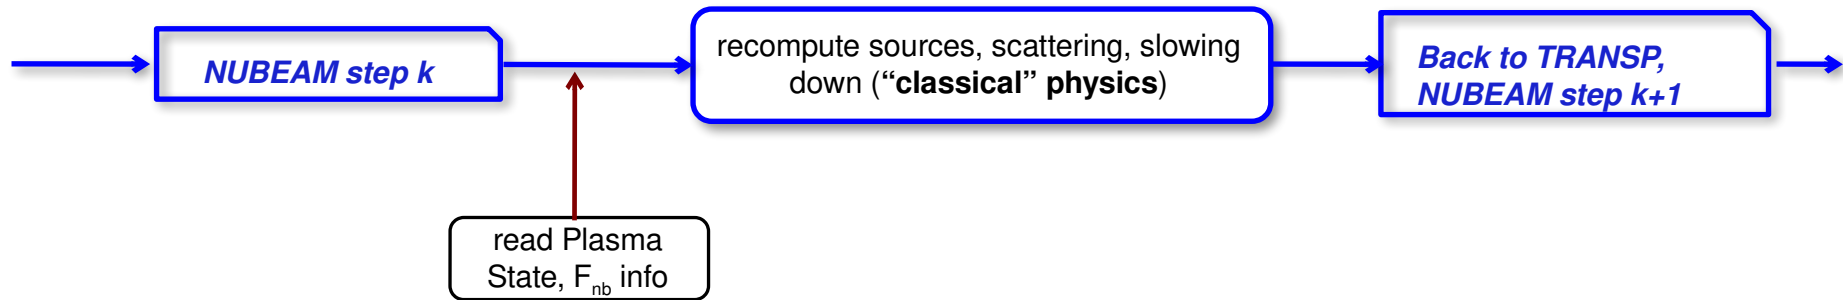 NUBEAM step k
recompute sources, scattering, slowing
down (“classical” physics)
Back to TRANSP,
NUBEAM step k+1
read Plasma
State, Fnb info